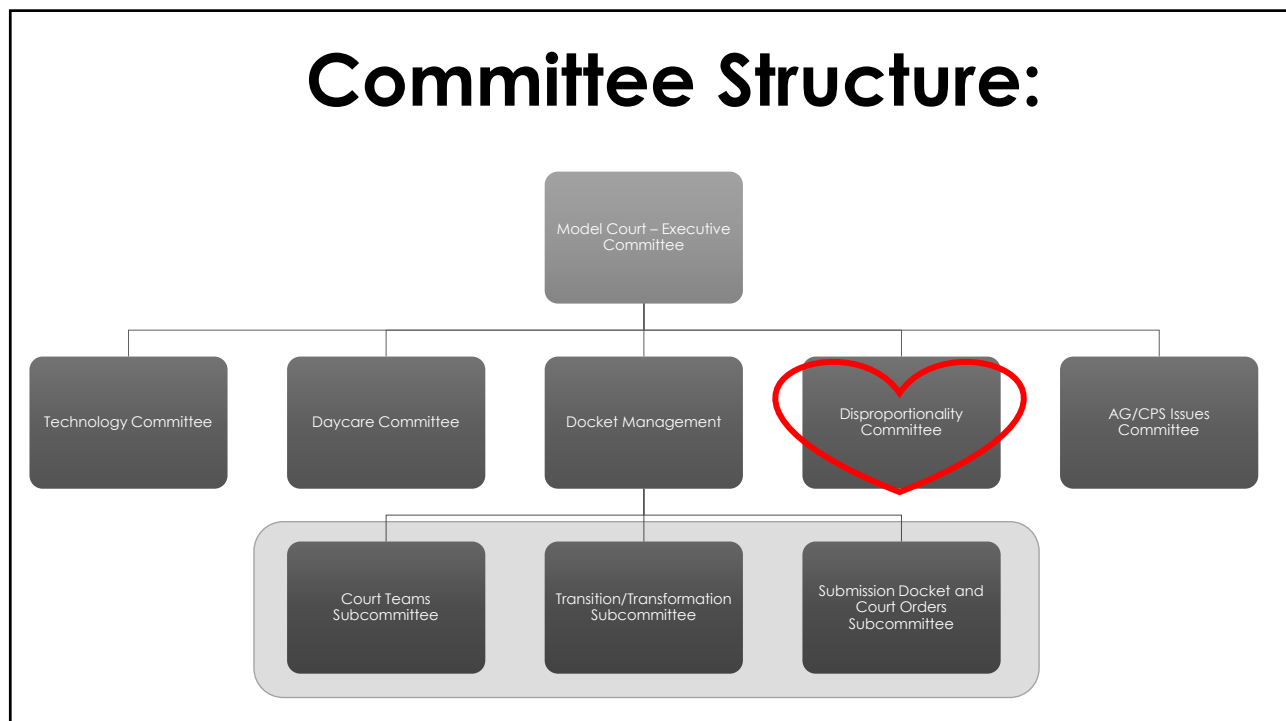 Committee Structure:
Model Court – Executive
Committee
Technology Committee
Daycare Committee
Docket Management
Disproportionality
Committee
AG/CPS Issues
Committee
Court Teams
Subcommittee
Transition/Transformation
Subcommittee
Submission Docket and
Court Orders
Subcommittee